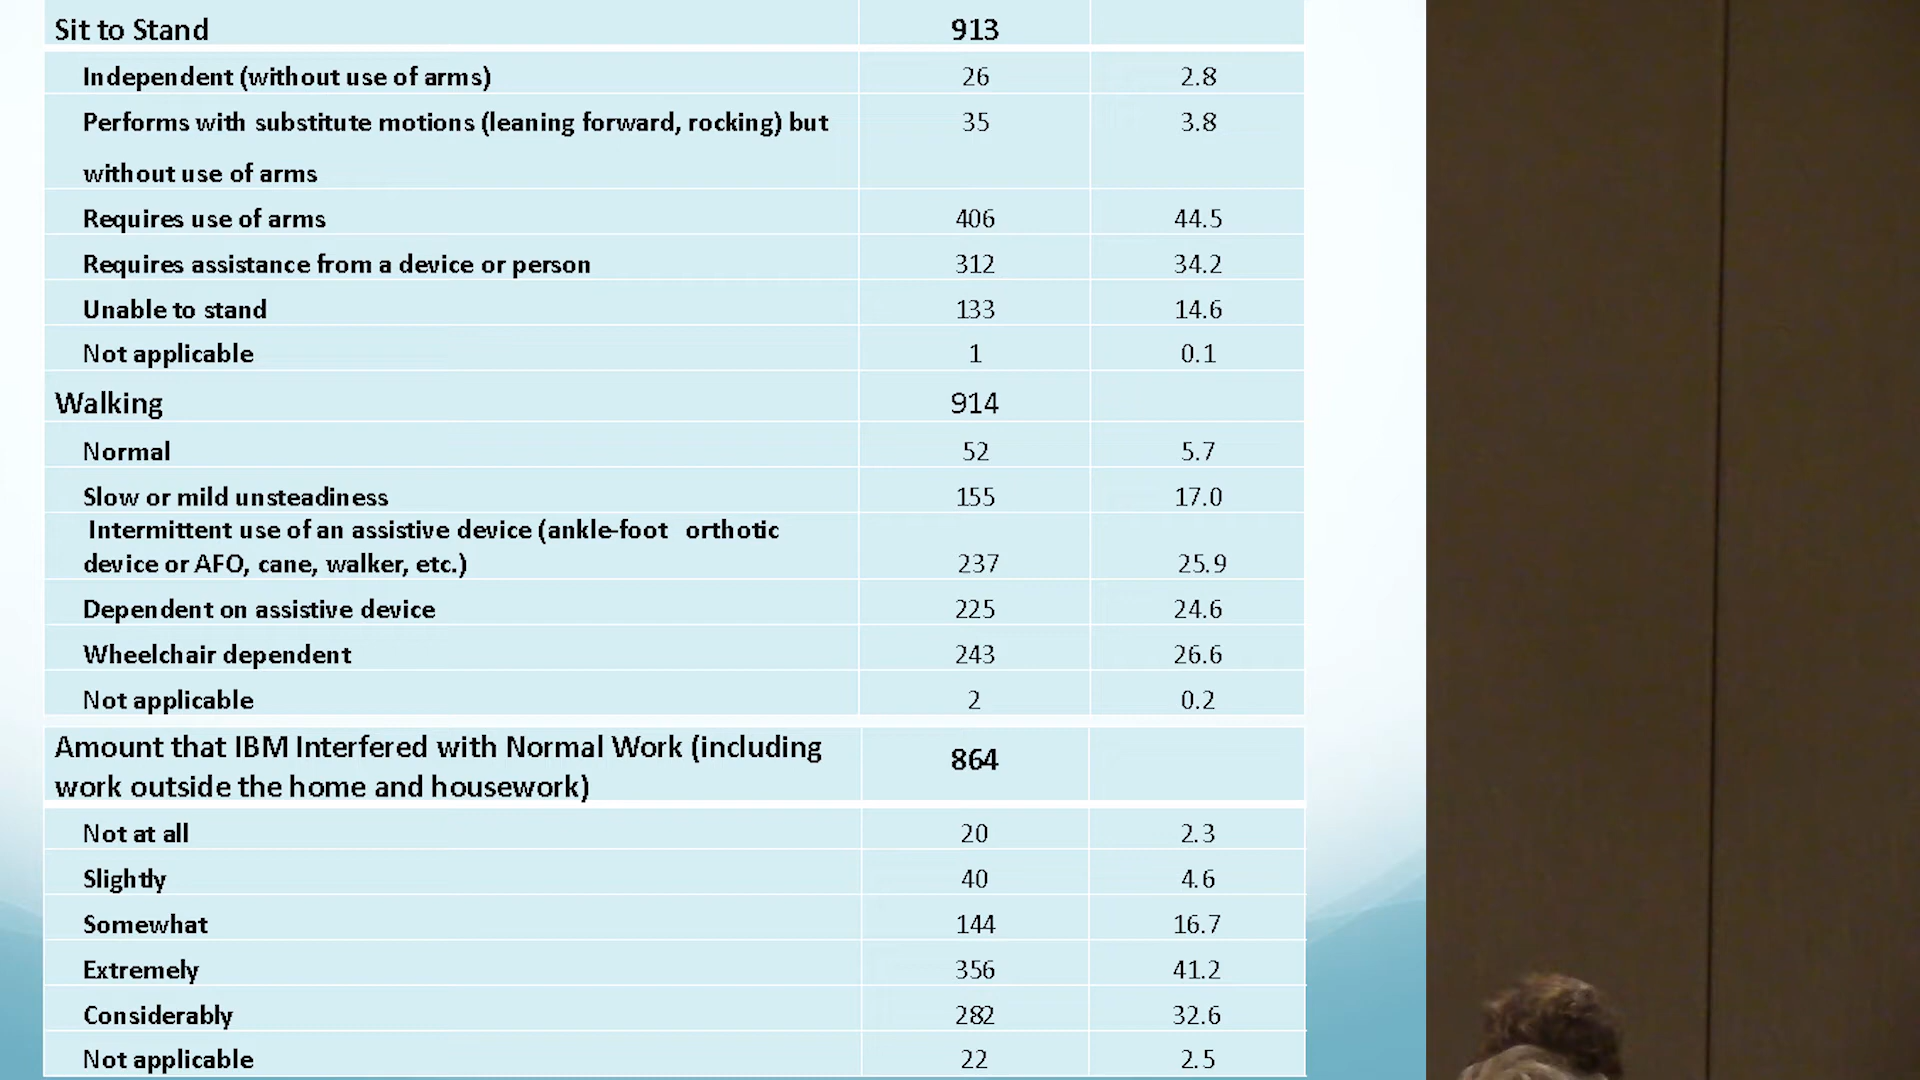 Sit to Stand 913
Independent (without use of arms) 26 2.8
Performs with substitute motions (leaning forward, rocking) but 35 3.8
without use of arms
Requires use of arms 406 44.5
Requires assistance from a device or person 312 34.2
Unable to stand 133 14.6
Not applicable 1 0.1
Walking 914
Normal 52 5.7
Slow or mild unsteadiness 155 17.0
Intermittent use of an assistive device (ankle-foot orthotic
device or AFO, cane, walker, etc.) 237 25.9
Dependent on assistive device 225 24.6
Wheelchair dependent 243 26.6
Not applicable 2 0.2
Amount that IBM Interfered with Normal Work (including 864
work outside the home and housework)
Not at all 20 2.3
Slightly 40 4.6
Somewhat 144 16.7
Extremely 356 41.2
Considerably 282 32.6
Not applicable 22 2.5